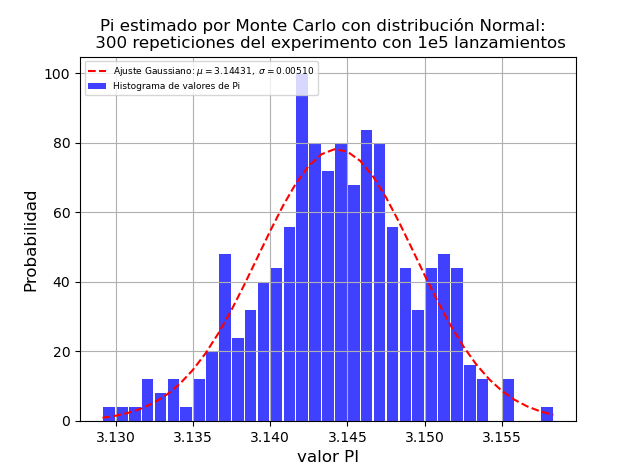 Pi estimado por Monte Carlo con distribución Normal:
300 repeticiones del experimento con 1e5 lanzamientos
Ajuste Gaussiano: μ = 3.14431, σ = 0.00510
Histograma de valores de Pi
Probabilidad
100
80
60
40
20
0
3.130 3.135 3.140 3.145 3.150 3.155
valor PI